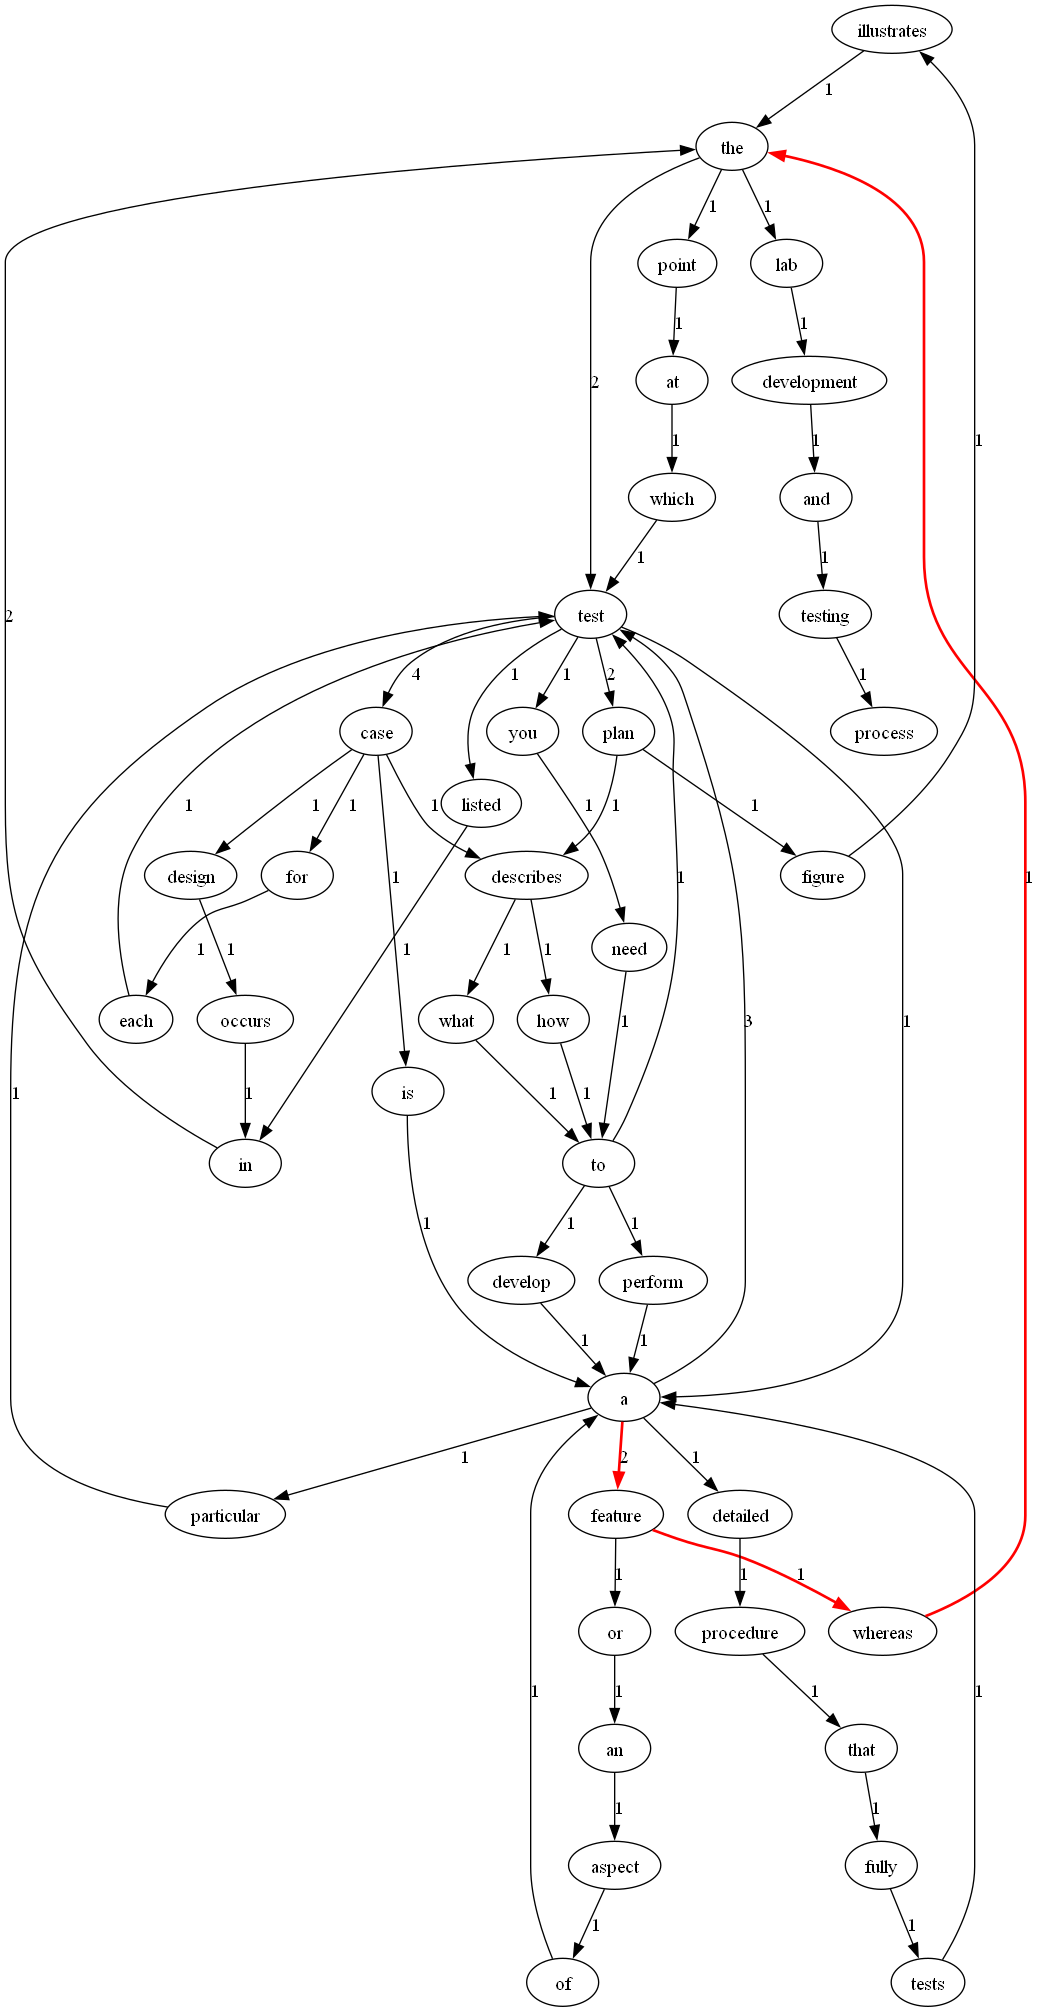 illustrates
1
the
1
1
point
lab
1
1
2
at
development
1
1
1
which
and
1
1
2
test
testing
4
1
1
2
1
case
you
plan
process
listed
1
1
1
1
1
1
1
design
for
1
describes
figure
1
1
1
1
1
1
1
need
each
occurs
what
how
1
3
1
1
1
1
1
is
in
to
1
1
1
develop
perform
1
1
a
1
2
1
particular
feature
detailed
1
1
1
or
procedure
whereas
1
1
1
1
an
that
1
1
aspect
fully
1
1
of
tests